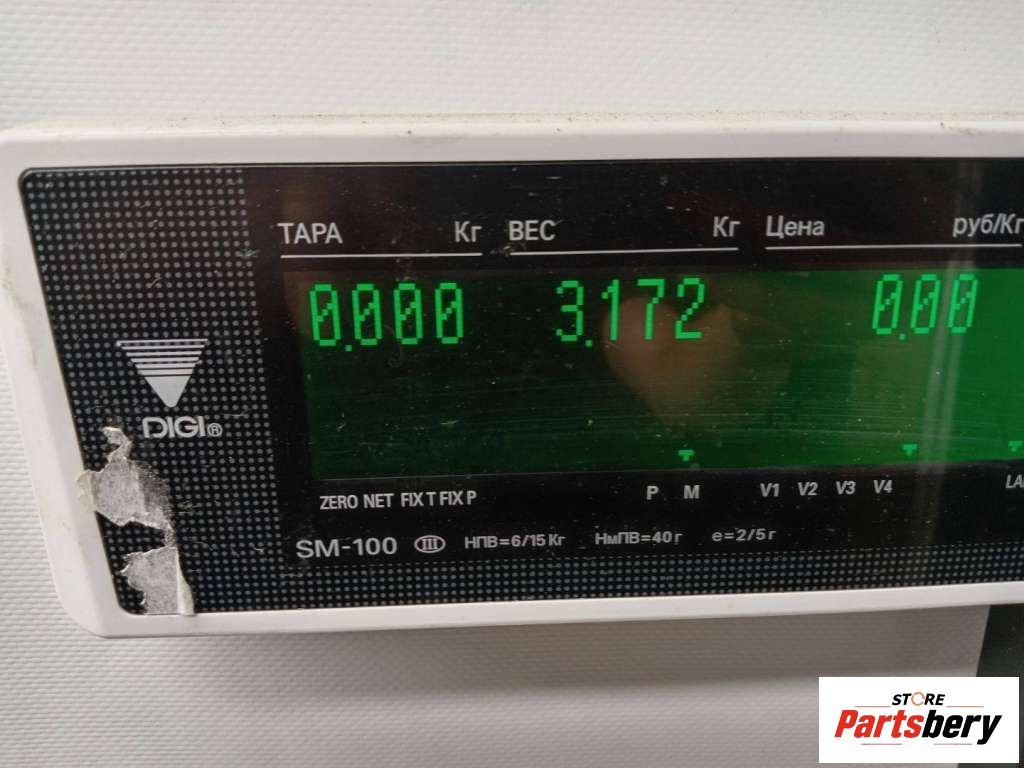 ТАРА Кг ВЕС Кг Цена руб/Кг
0.000 3.172 0.00
DIGI®
ZERO NET FIX T FIX P P M V1 V2 V3 V4
SM-100 III НПВ=6/15 Кг НмПВ=40 г e=2/5 г
STORE
Partsbery